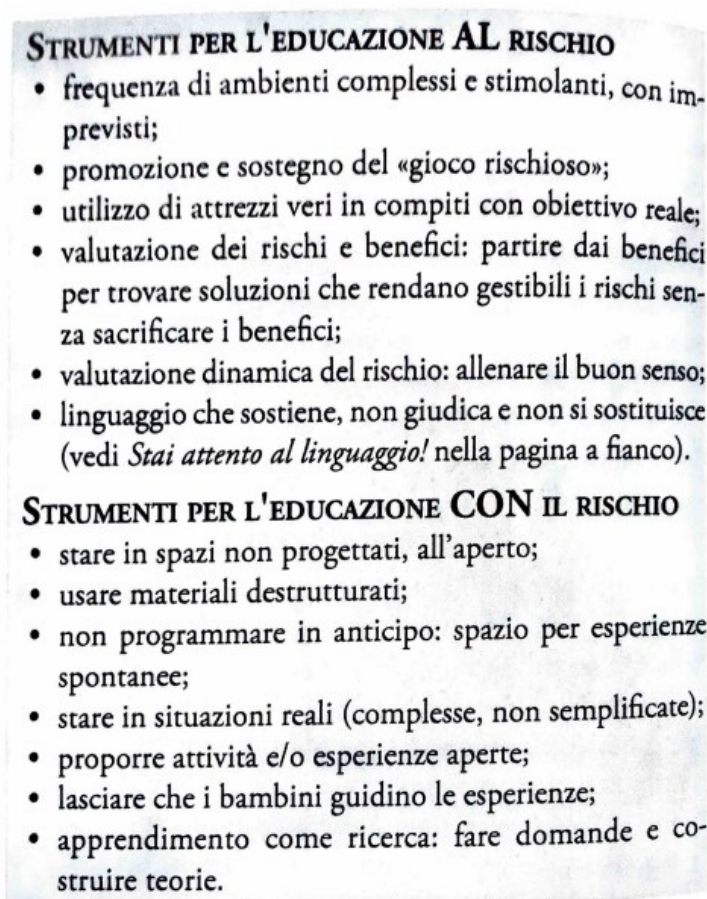 STRUMENTI PER L'EDUCAZIONE AL RISCHIO
• frequenza di ambienti complessi e stimolanti, con im-
previsti;
• promozione e sostegno del «gioco rischioso»;
• utilizzo di attrezzi veri in compiti con obiettivo reale;
• valutazione dei rischi e benefici: partire dai benefici
per trovare soluzioni che rendano gestibili i rischi sen-
za sacrificare i benefici;
• valutazione dinamica del rischio: allenare il buon senso;
• linguaggio che sostiene, non giudica e non si sostituisce
(vedi Stai attento al linguaggio! nella pagina a fianco).
STRUMENTI PER L'EDUCAZIONE CON IL RISCHIO
• stare in spazi non progettati, all'aperto;
• usare materiali destrutturati;
• non programmare in anticipo: spazio per esperienze
spontanee;
• stare in situazioni reali (complesse, non semplificate);
• proporre attività e/o esperienze aperte;
• lasciare che i bambini guidino le esperienze;
• apprendimento come ricerca: fare domande e co-
struire teorie.